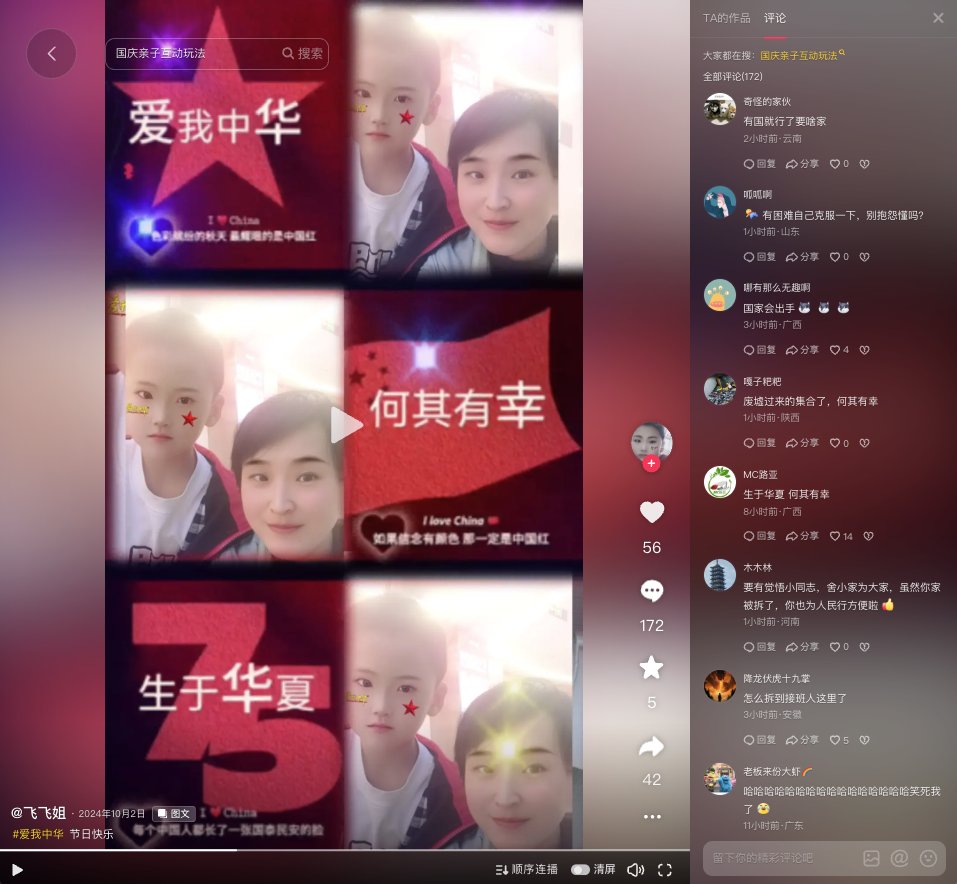 国庆亲子互动玩法
搜索
爱我中华
I ❤ China
色彩缤纷的秋天 最耀眼的是中国红
何其有幸
I love China
如果信念有颜色 那一定是中国红
75
生于华夏
I ❤ China
每个中国人都长了一张国泰民安的脸
56
172
5
42
@飞飞姐 · 2024年10月2日 图文
#爱我中华 节日快乐
顺序连播
清屏
TA的作品 评论
大家都在搜：国庆亲子互动玩法
全部评论(172)
奇怪的家伙
有国就行了要啥家
2小时前·云南
回复 分享 0
呱呱啊
有困难自己克服一下，别抱怨懂吗？
1小时前·山东
回复 分享 0
哪有那么无趣啊
国家会出手
3小时前·广西
回复 分享 4
嘎子粑粑
废墟过来的集合了，何其有幸
1小时前·陕西
回复 分享 0
MC路亚
生于华夏 何其有幸
8小时前·广西
回复 分享 14
木木林
要有觉悟小同志，舍小家为大家，虽然你家
被拆了，你也为人民行方便啦 👍
1小时前·河南
回复 分享 0
降龙伏虎十九掌
怎么拆到接班人这里了
3小时前·安徽
回复 分享 5
老板来份大虾🦐
哈哈哈哈哈哈哈哈哈哈哈哈哈哈哈哈笑死我
了 😂
11小时前·广东
留下你的精彩评论吧